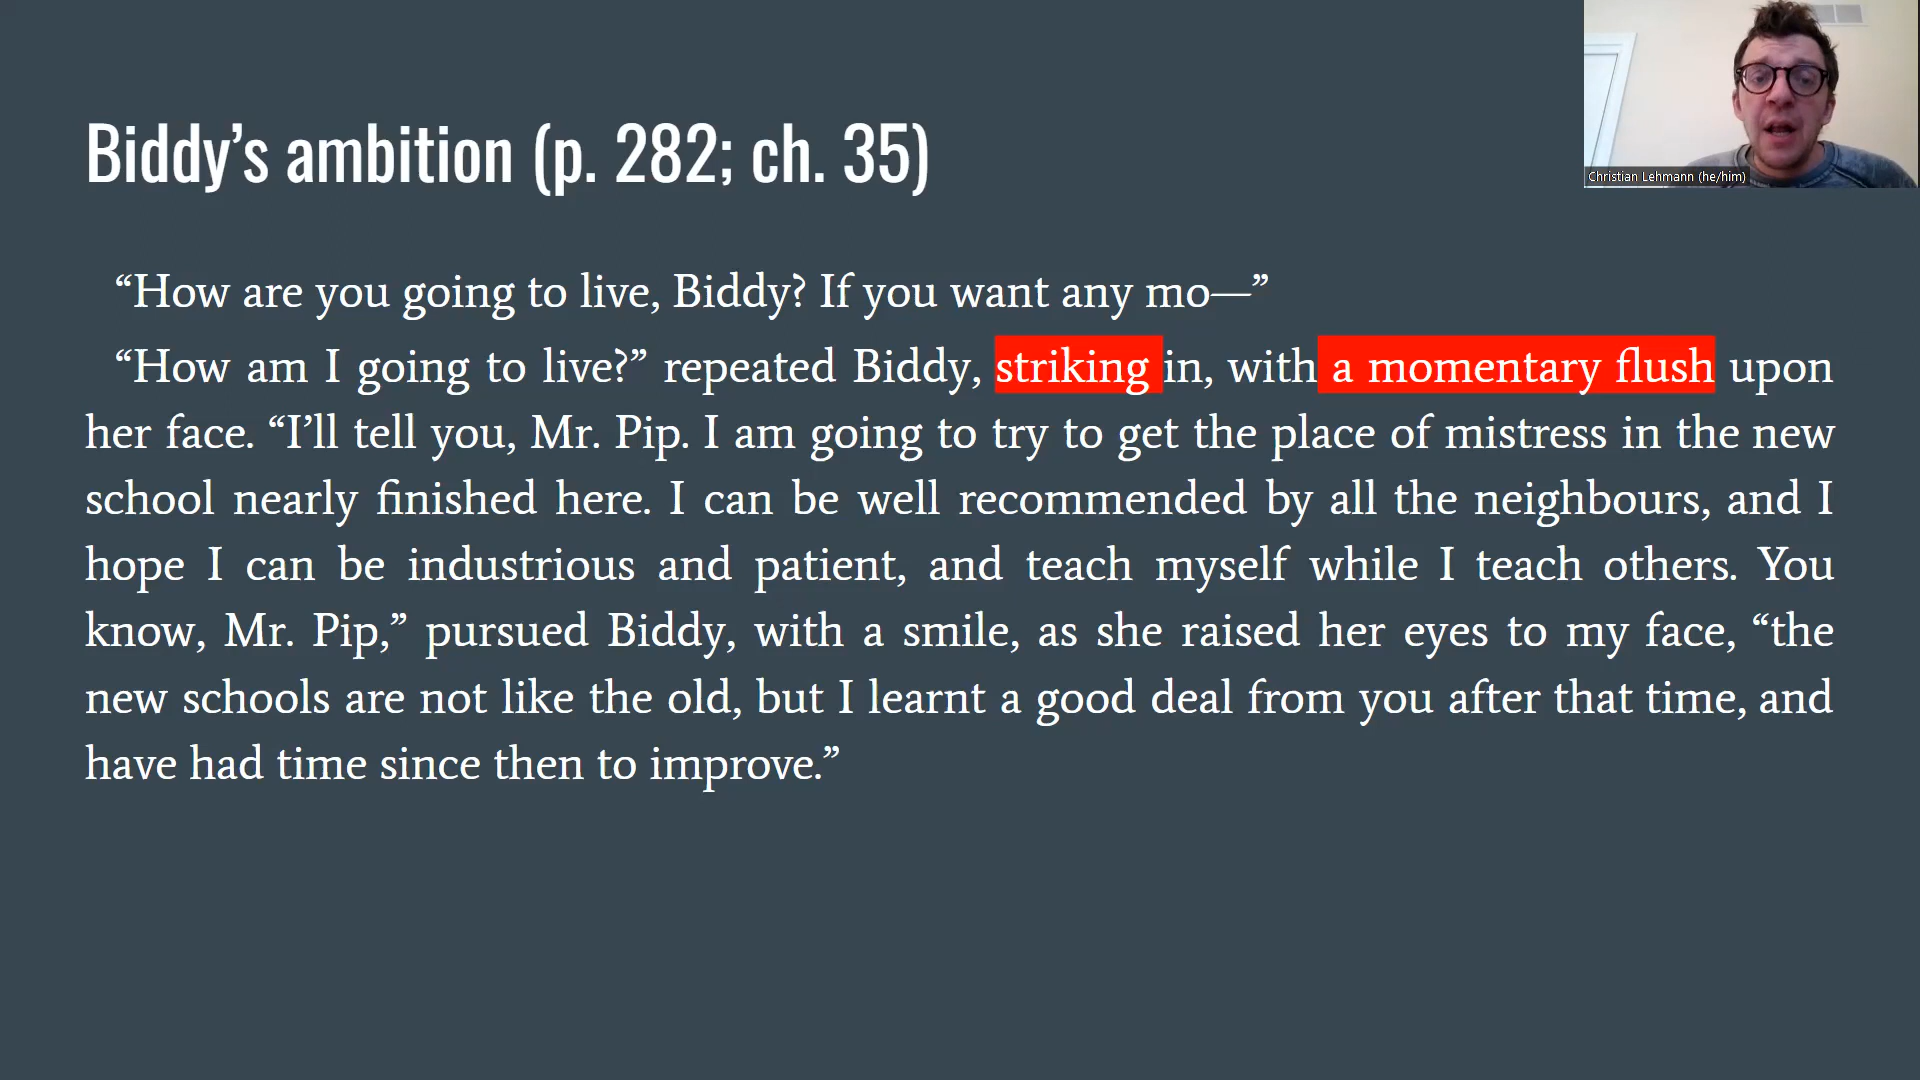 Biddy’s ambition (p. 282; ch. 35)
Christian Lehmann (he/him)
“How are you going to live, Biddy? If you want any mo—”
“How am I going to live?” repeated Biddy, striking in, with a momentary flush upon
her face. “I’ll tell you, Mr. Pip. I am going to try to get the place of mistress in the new
school nearly finished here. I can be well recommended by all the neighbours, and I
hope I can be industrious and patient, and teach myself while I teach others. You
know, Mr. Pip,” pursued Biddy, with a smile, as she raised her eyes to my face, “the
new schools are not like the old, but I learnt a good deal from you after that time, and
have had time since then to improve.”